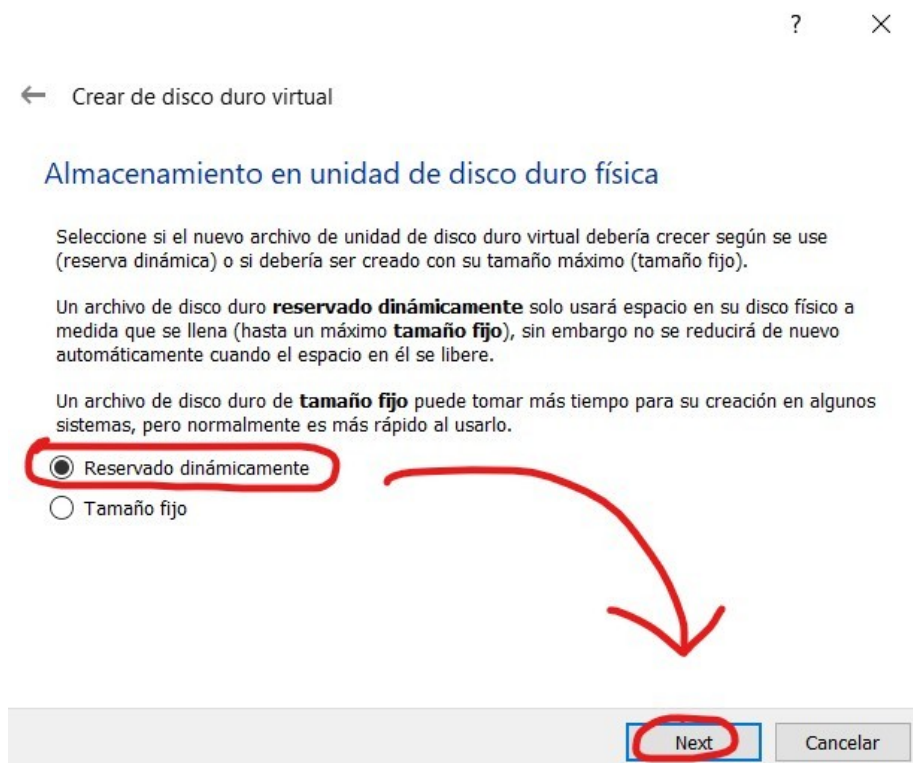 ?
Crear de disco duro virtual
Almacenamiento en unidad de disco duro física
Seleccione si el nuevo archivo de unidad de disco duro virtual debería crecer según se use
(reserva dinámica) o si debería ser creado con su tamaño máximo (tamaño fijo).
Un archivo de disco duro reservado dinámicamente solo usará espacio en su disco físico a
medida que se llena (hasta un máximo tamaño fijo), sin embargo no se reducirá de nuevo
automáticamente cuando el espacio en él se libere.
Un archivo de disco duro de tamaño fijo puede tomar más tiempo para su creación en algunos
sistemas, pero normalmente es más rápido al usarlo.
Reservado dinámicamente
Tamaño fijo
Next Cancelar